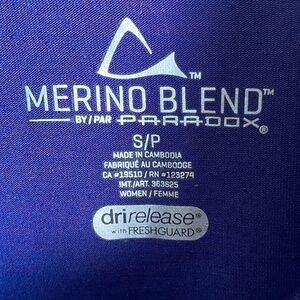 ™
MERINO BLEND™
BY/PAR PARADOX®
S/P
MADE IN CAMBODIA
FABRIQUÉ AU CAMBODGE
CA #19510 / RN #123274
IMT./ART. 363625
WOMEN / FEMME
drirelease®
with FRESHGUARD®